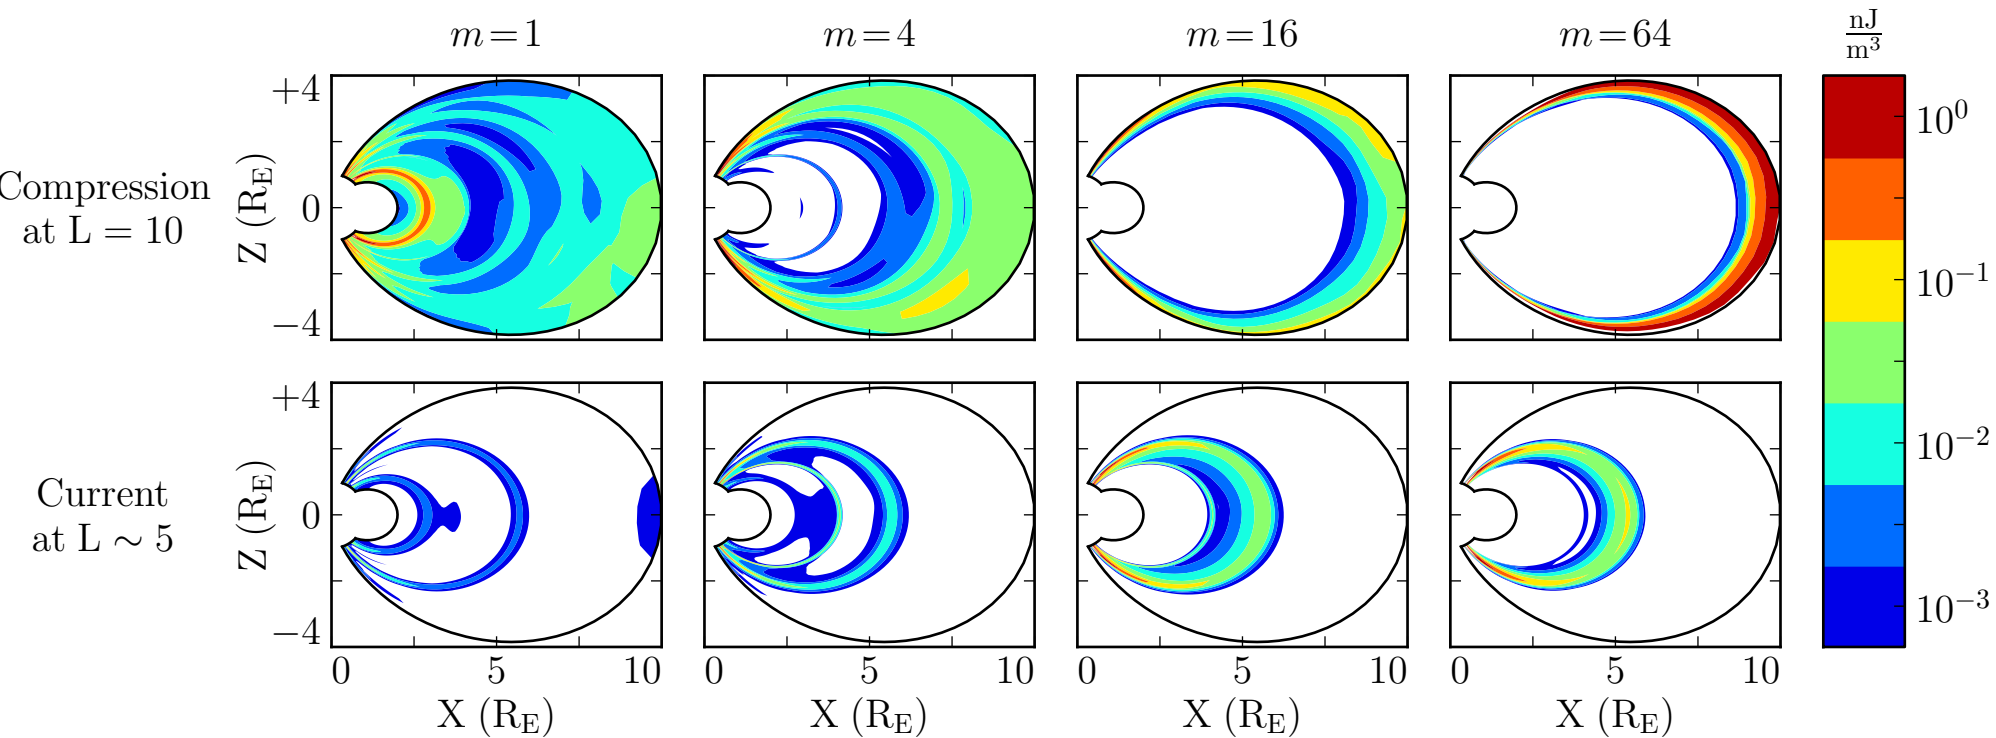 m=1 m=4 m=16 m=64 nJ/m³
+4
Compression
at L = 10
Z (R_E)
0
−4
10⁰
10⁻¹
10⁻²
10⁻³
+4
Current
at L ∼ 5
Z (R_E)
0
−4
0 5 10 0 5 10 0 5 10 0 5 10
X (R_E) X (R_E) X (R_E) X (R_E)